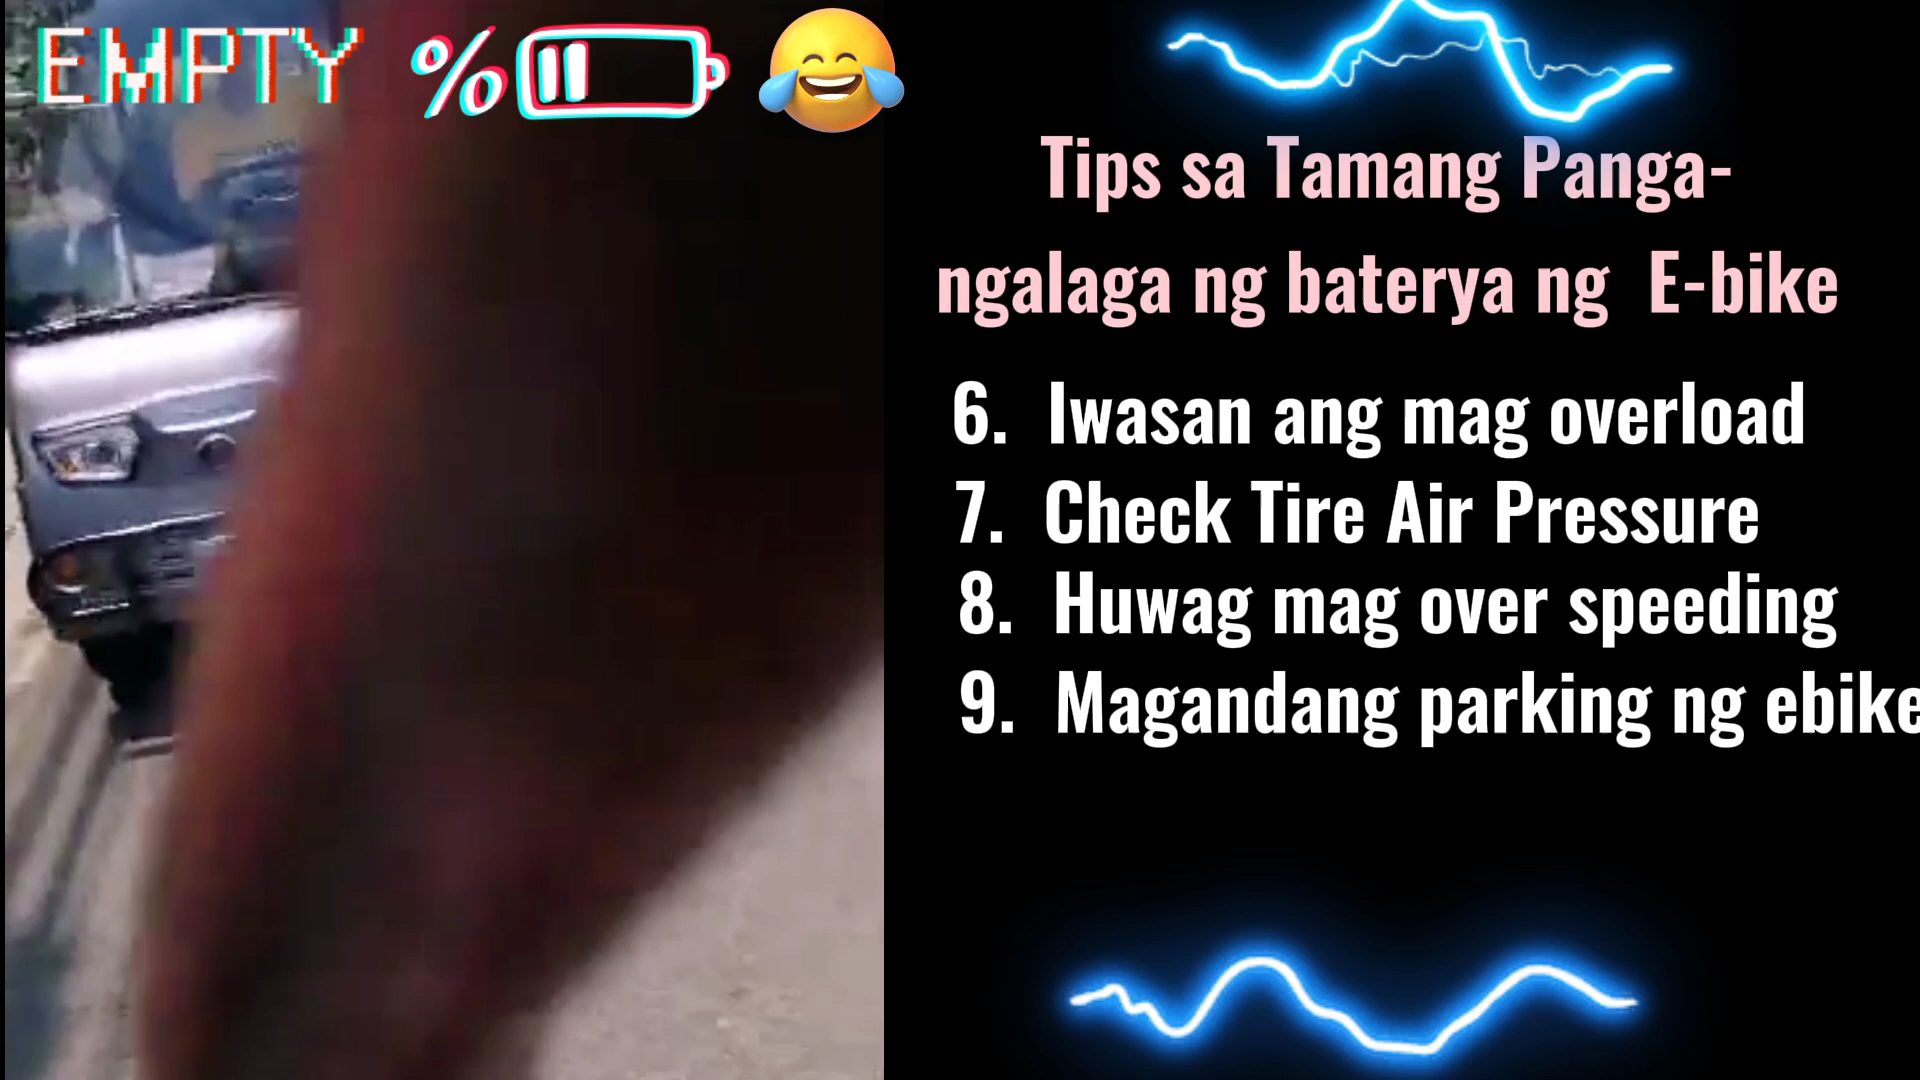 EMPTY %
Tips sa Tamang Panga-
ngalaga ng baterya ng E-bike
6. Iwasan ang mag overload
7. Check Tire Air Pressure
8. Huwag mag over speeding
9. Magandang parking ng ebike